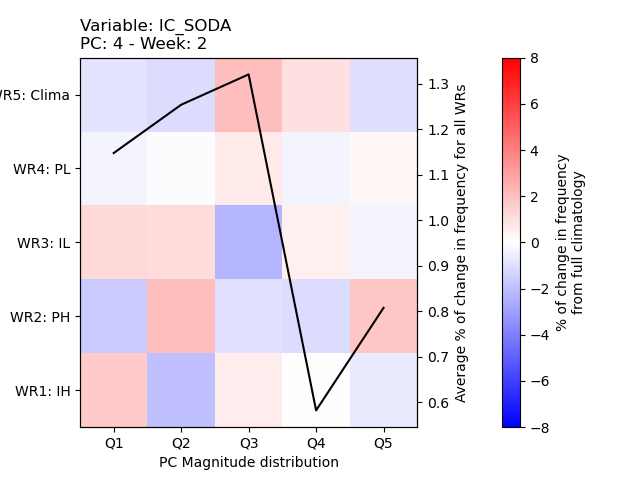 Variable: IC_SODA
PC: 4 - Week: 2
WR5: Clima
WR4: PL
WR3: IL
WR2: PH
WR1: IH
Q1 Q2 Q3 Q4 Q5
PC Magnitude distribution
1.3
1.2
1.1
1.0
0.9
0.8
0.7
0.6
Average % of change in frequency for all WRs
8
6
4
2
0
−2
−4
−6
−8
% of change in frequency
from full climatology